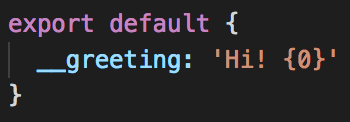 export default {
  __greeting: 'Hi! {0}'
}